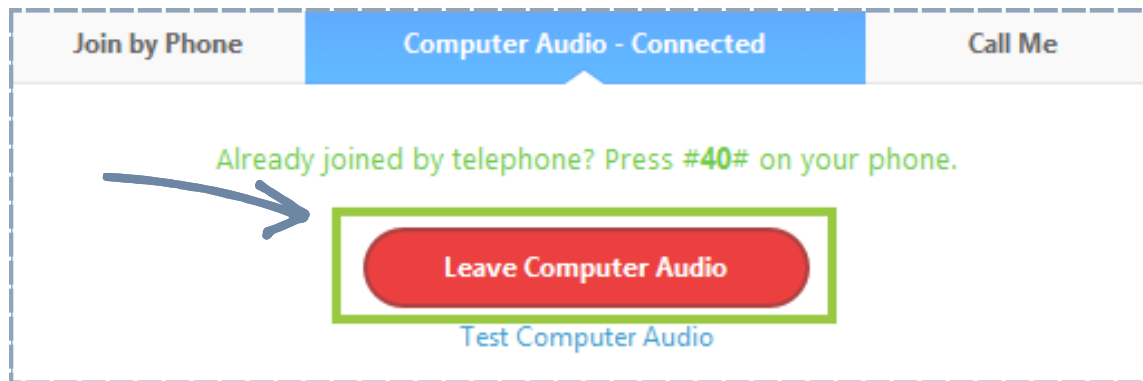 Join by Phone
Computer Audio - Connected
Call Me
Already joined by telephone? Press #40# on your phone.
Leave Computer Audio
Test Computer Audio